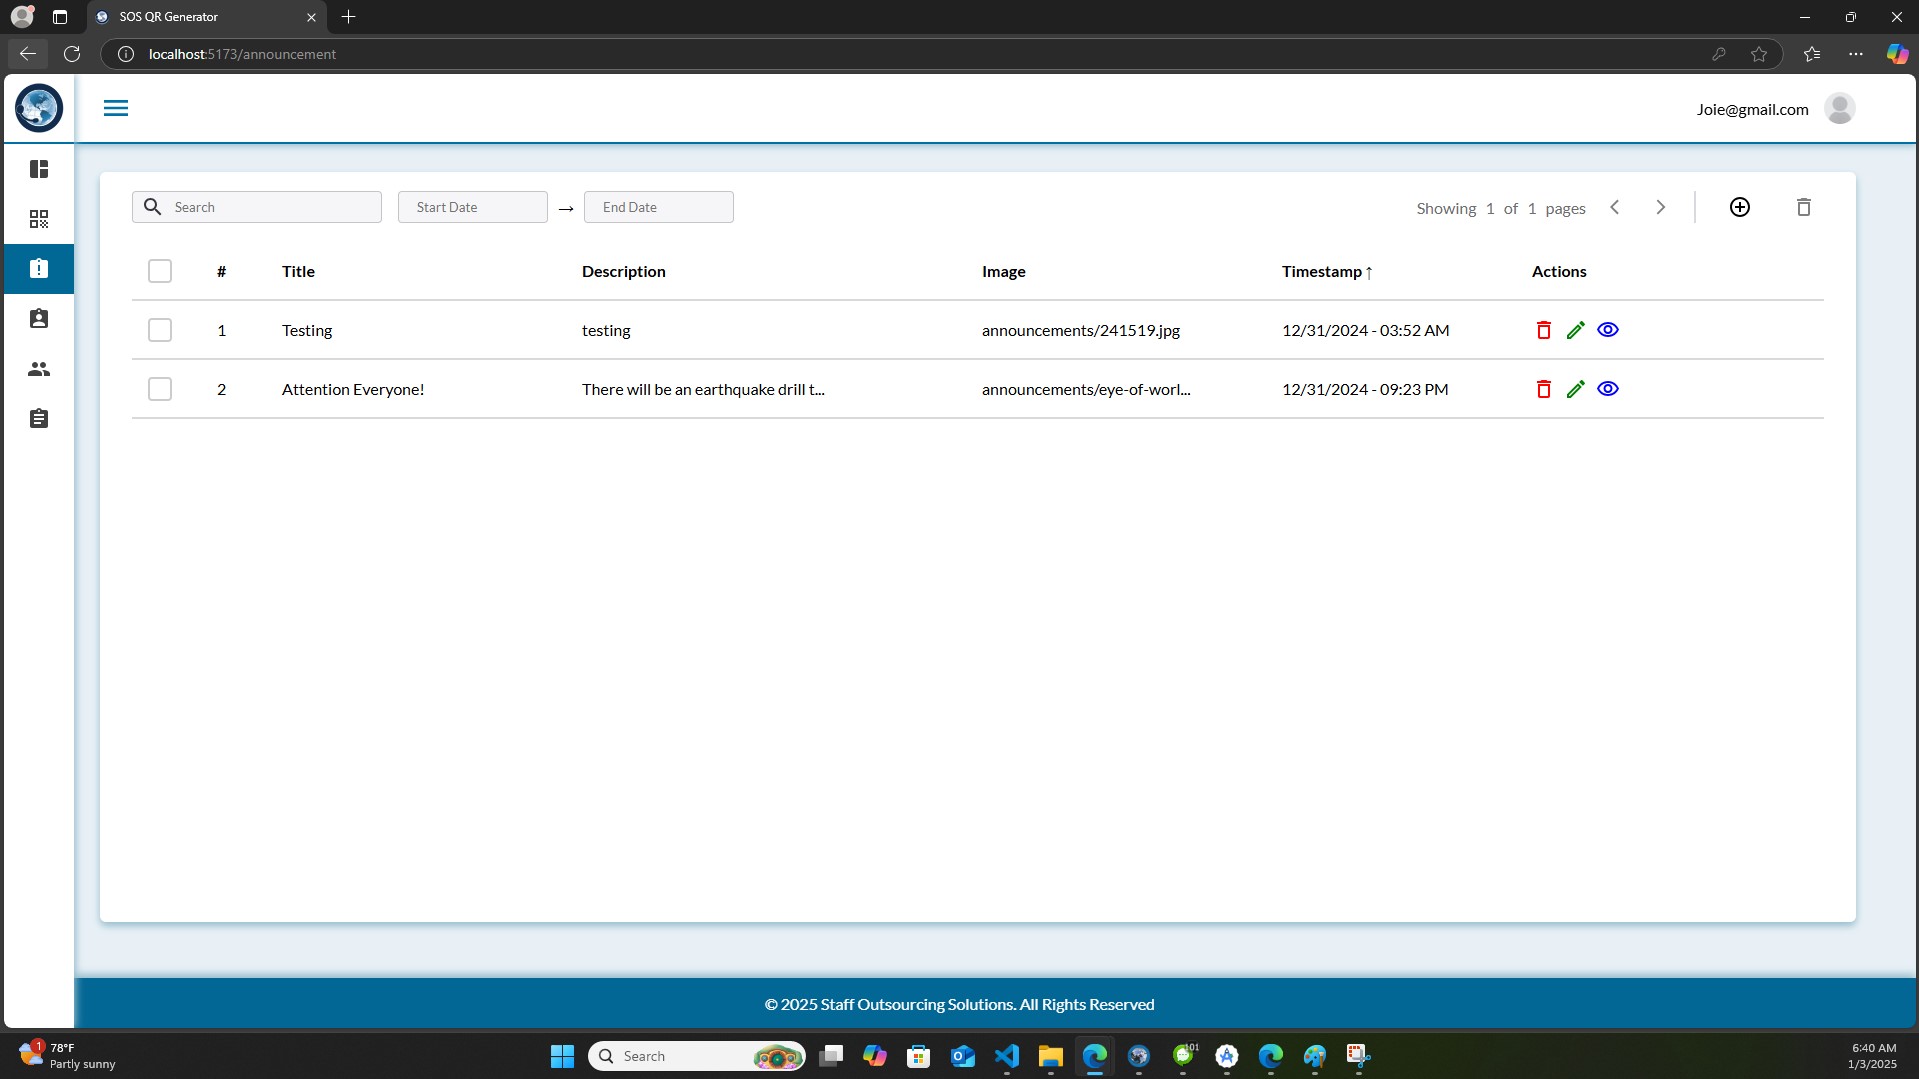 SOS QR Generator
localhost:5173/announcement
Joie@gmail.com
Search
Start Date → End Date
Showing 1 of 1 pages
# Title Description Image Timestamp ↑ Actions
1 Testing testing announcements/241519.jpg 12/31/2024 - 03:52 AM
2 Attention Everyone! There will be an earthquake drill t... announcements/eye-of-worl... 12/31/2024 - 09:23 PM
© 2025 Staff Outsourcing Solutions. All Rights Reserved
1
78°F
Partly sunny
Search
101
6:40 AM
1/3/2025